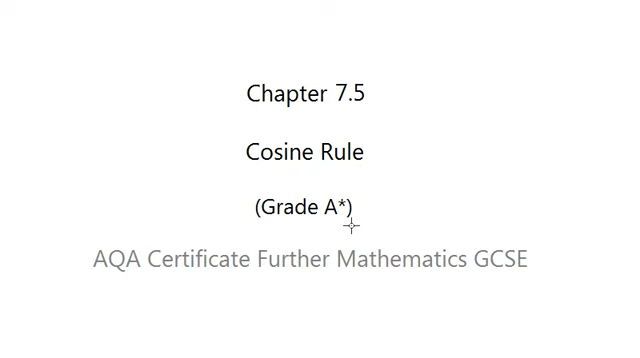 Chapter 7.5
Cosine Rule
(Grade A*)
AQA Certificate Further Mathematics GCSE